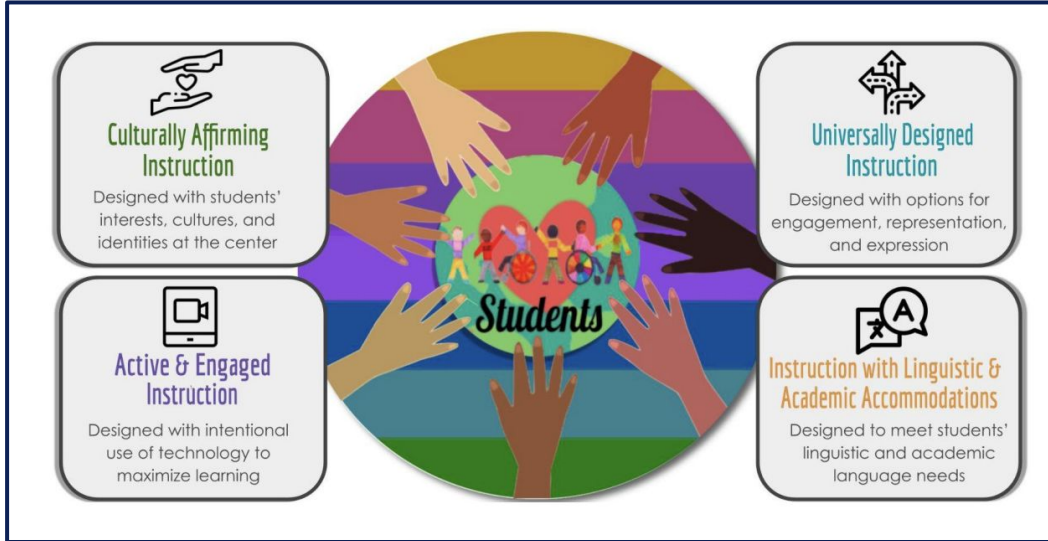 Culturally Affirming
Instruction
Designed with students'
interests, cultures, and
identities at the center
Universally Designed
Instruction
Designed with options for
engagement, representation,
and expression
Students
Active & Engaged
Instruction
Designed with intentional
use of technology to
maximize learning
A
Instruction with Linguistic &
Academic Accommodations
Designed to meet students'
linguistic and academic
language needs